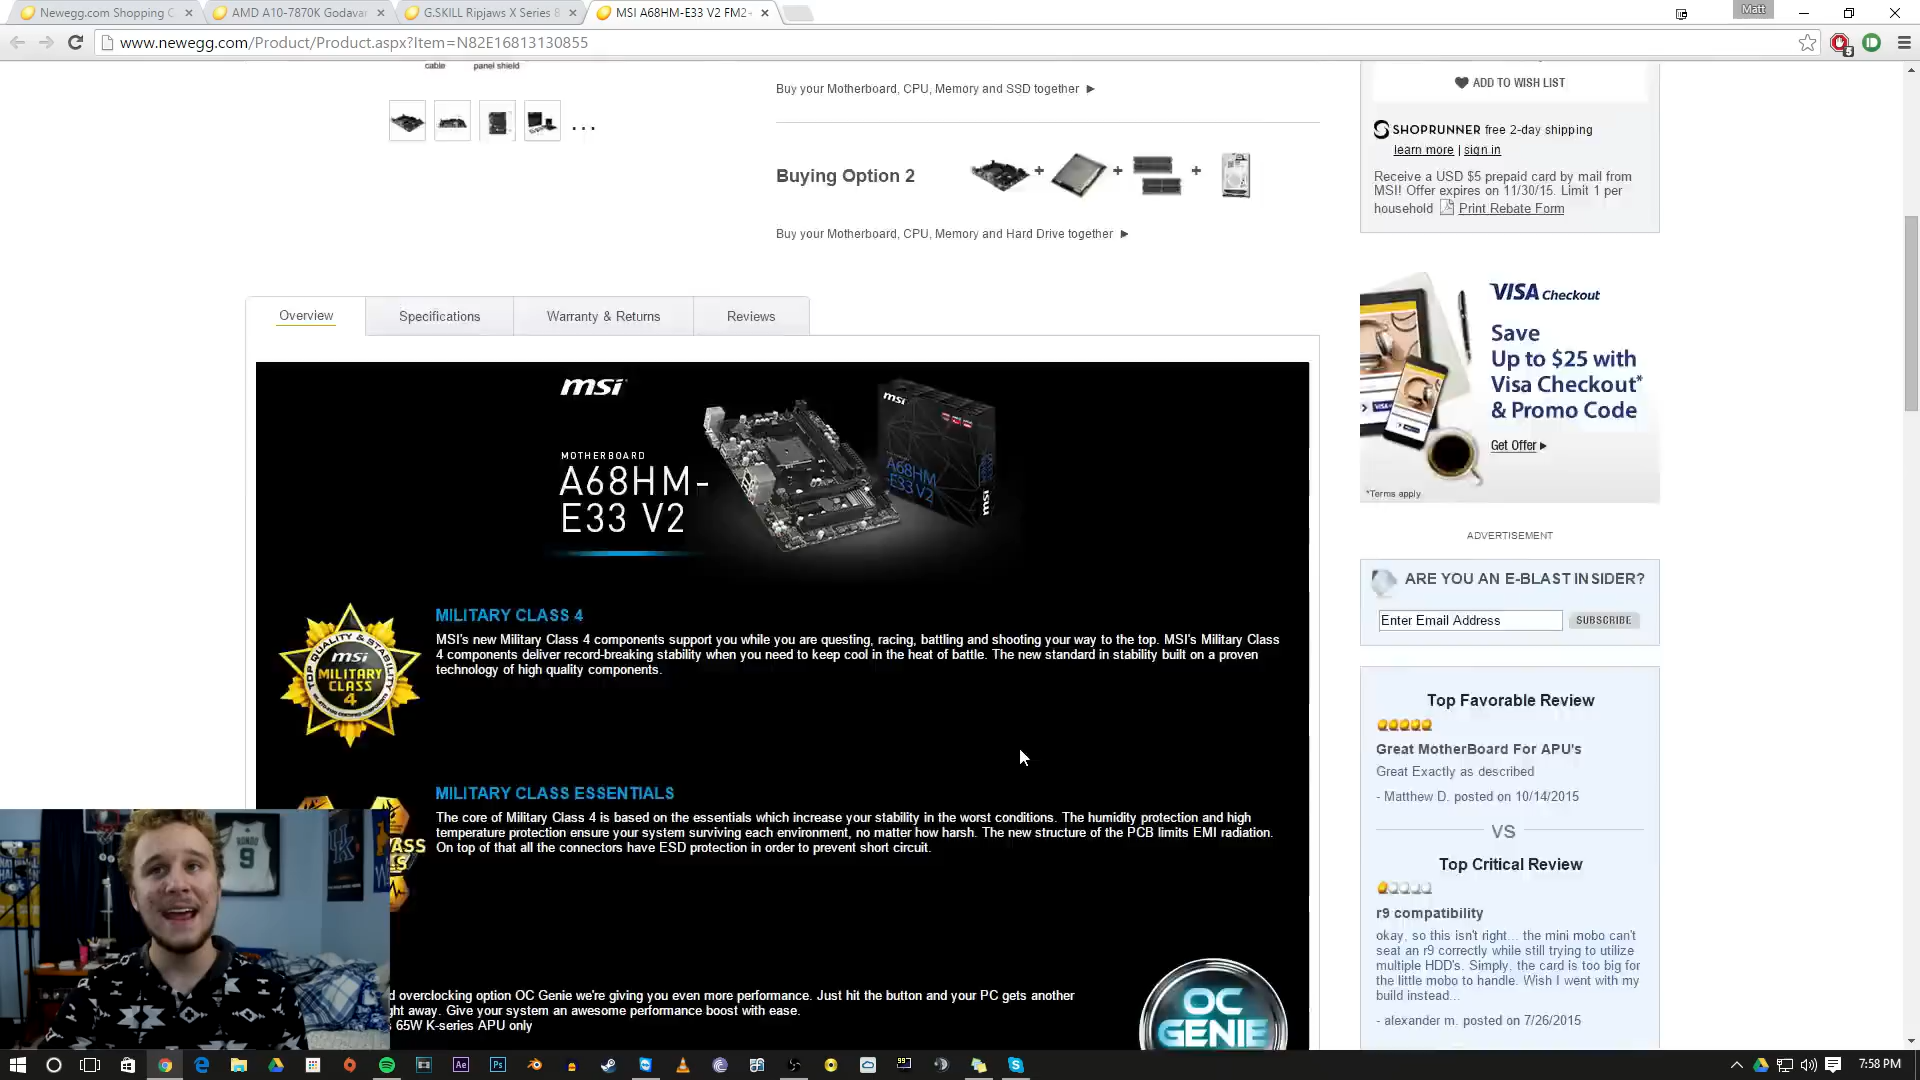 Newegg.com Shopping C
AMD A10-7870K Godavar
G.SKILL Ripjaws X Series 8
MSI A68HM-E33 V2 FM2+
Matt
www.newegg.com/Product/Product.aspx?Item=N82E16813130855
cable panel shield
Buy your Motherboard, CPU, Memory and SSD together
Buying Option 2
Buy your Motherboard, CPU, Memory and Hard Drive together
ADD TO WISH LIST
SHOPRUNNER free 2-day shipping
learn more | sign in
Receive a USD $5 prepaid card by mail from
MSI! Offer expires on 11/30/15. Limit 1 per
household Print Rebate Form
Overview
Specifications
Warranty & Returns
Reviews
msi
MOTHERBOARD
A68HM-
E33 V2
msi
A68HM
E33 V2
msi
VISA Checkout
Save
Up to $25 with
Visa Checkout*
& Promo Code
Get Offer
*Terms apply
ADVERTISEMENT
TOP QUALITY & STABILITY
msi
MILITARY
CLASS
4
MILITARY CLASS 4
MSI's new Military Class 4 components support you while you are questing, racing, battling and shooting your way to the top. MSI's Military Class
4 components deliver record-breaking stability when you need to keep cool in the heat of battle. The new standard in stability built on a proven
technology of high quality components.
MILITARY CLASS ESSENTIALS
The core of Military Class 4 is based on the essentials which increase your stability in the worst conditions. The humidity protection and high
temperature protection ensure your system surviving each environment, no matter how harsh. The new structure of the PCB limits EMI radiation.
On top of that all the connectors have ESD protection in order to prevent short circuit.
d overclocking option OC Genie we're giving you even more performance. Just hit the button and your PC gets another
ght away. Give your system an awesome performance boost with ease.
65W K-series APU only
OC
GENIE
ARE YOU AN E-BLAST INSIDER?
Enter Email Address
SUBSCRIBE
Top Favorable Review
Great MotherBoard For APU's
Great Exactly as described
- Matthew D. posted on 10/14/2015
VS
Top Critical Review
r9 compatibility
okay, so this isn't right... the mini mobo can't
seat an r9 correctly while still trying to utilize
multiple HDD's. Simply, the card is too big for
the little mobo to handle. Wish I went with my
build instead...
- alexander m. posted on 7/26/2015
RONDO
9
7:58 PM